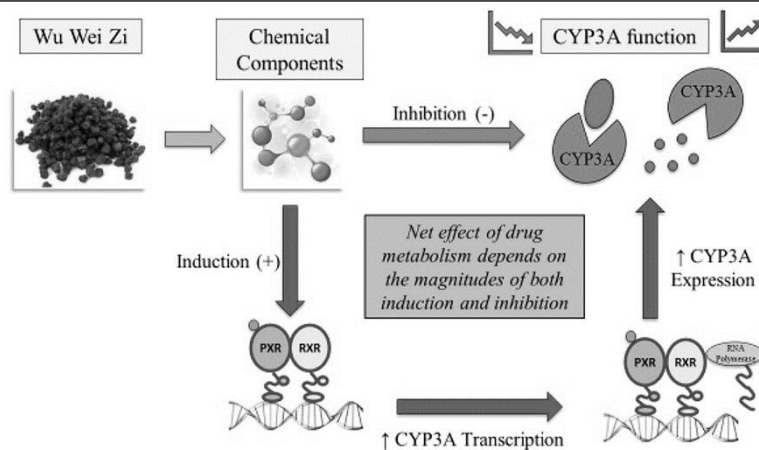 Wu Wei Zi
Chemical
Components
CYP3A function
Inhibition (-)
CYP3A
CYP3A
Induction (+)
Net effect of drug
metabolism depends on
the magnitudes of both
induction and inhibition
↑ CYP3A
Expression
PXR
RXR
PXR
RXR
RNA
Polymerase
↑ CYP3A Transcription